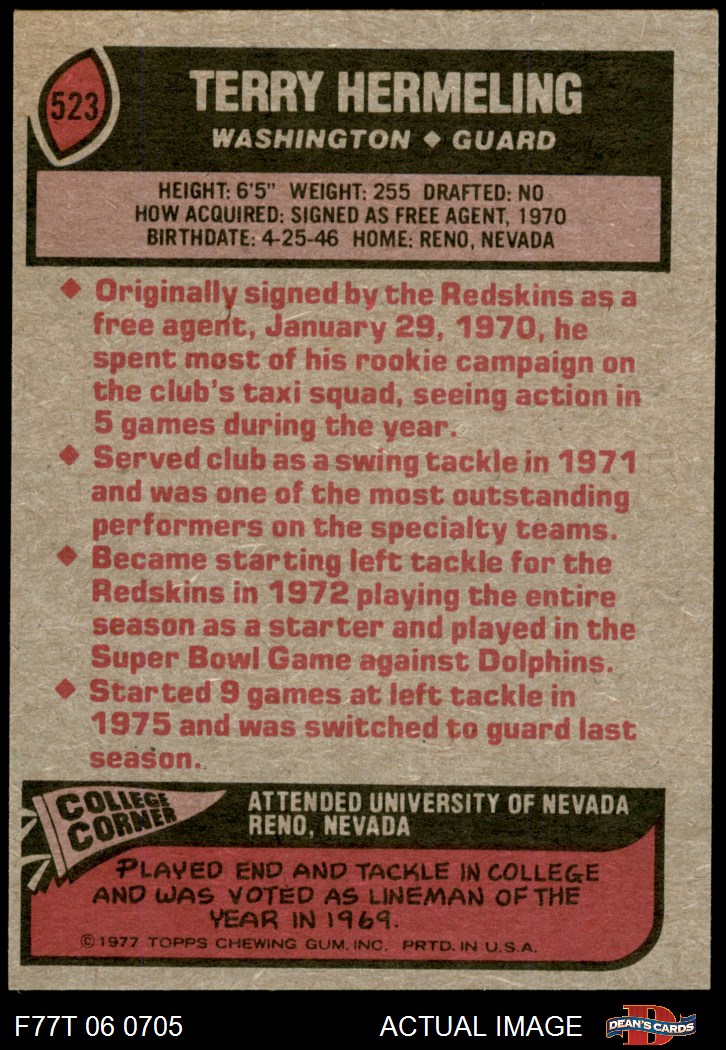 523
TERRY HERMELING
WASHINGTON ◆ GUARD
HEIGHT: 6'5" WEIGHT: 255 DRAFTED: NO
HOW ACQUIRED: SIGNED AS FREE AGENT, 1970
BIRTHDATE: 4-25-46 HOME: RENO, NEVADA
◆ Originally signed by the Redskins as a
free agent, January 29, 1970, he
spent most of his rookie campaign on
the club's taxi squad, seeing action in
5 games during the year.
◆ Served club as a swing tackle in 1971
and was one of the most outstanding
performers on the specialty teams.
◆ Became starting left tackle for the
Redskins in 1972 playing the entire
season as a starter and played in the
Super Bowl Game against Dolphins.
◆ Started 9 games at left tackle in
1975 and was switched to guard last
season.
COLLEGE
CORNER
ATTENDED UNIVERSITY OF NEVADA
RENO, NEVADA
PLAYED END AND TACKLE IN COLLEGE
AND WAS VOTED AS LINEMAN OF THE
YEAR IN 1969.
©1977 TOPPS CHEWING GUM, INC. PRTD. IN U.S.A.
F77T 06 0705 ACTUAL IMAGE
D
DEAN'S CARDS